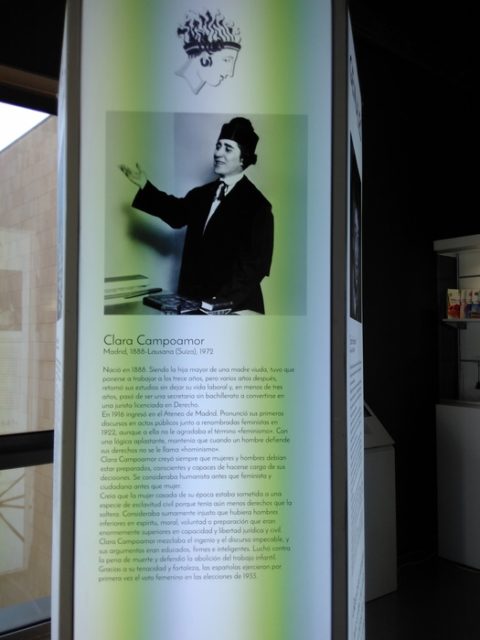 Clara Campoamor
Madrid, 1888-Lausana (Suiza), 1972
Nació en 1888. Siendo la hija mayor de una madre viuda, tuvo que
ponerse a trabajar a los trece años, pero varios años después,
retomó sus estudios sin dejar su vida laboral y, en menos de tres
años, pasó de ser una secretaria sin bachillerato a convertirse en
una jurista licenciada en Derecho.
En 1916 ingresó en el Ateneo de Madrid. Pronunció sus primeros
discursos en actos públicos junto a renombradas feministas en
1922, aunque a ella no le agradaba el término «feminismo». Con
una lógica aplastante, mantenía que cuando un hombre defiende
sus derechos no se le llama «hominismo».
Clara Campoamor creyó siempre que mujeres y hombres debían
estar preparados, conscientes y capaces de hacerse cargo de sus
decisiones. Se consideraba humanista antes que feminista y
ciudadana antes que mujer.
Creía que la mujer casada de su época estaba sometida a una
especie de esclavitud civil porque tenía aún menos derechos que la
soltera. Consideraba sumamente injusto que hubiera hombres
inferiores en espíritu, moral, voluntad o preparación que eran
enormemente superiores en capacidad y libertad jurídica y civil.
Clara Campoamor mezclaba el ingenio y el discurso impecable, y
sus argumentos eran educados, firmes e inteligentes. Luchó contra
la pena de muerte y defendió la abolición del trabajo infantil.
Gracias a su tenacidad y fortaleza, las españolas ejercieron por
primera vez el voto femenino en las elecciones de 1933.